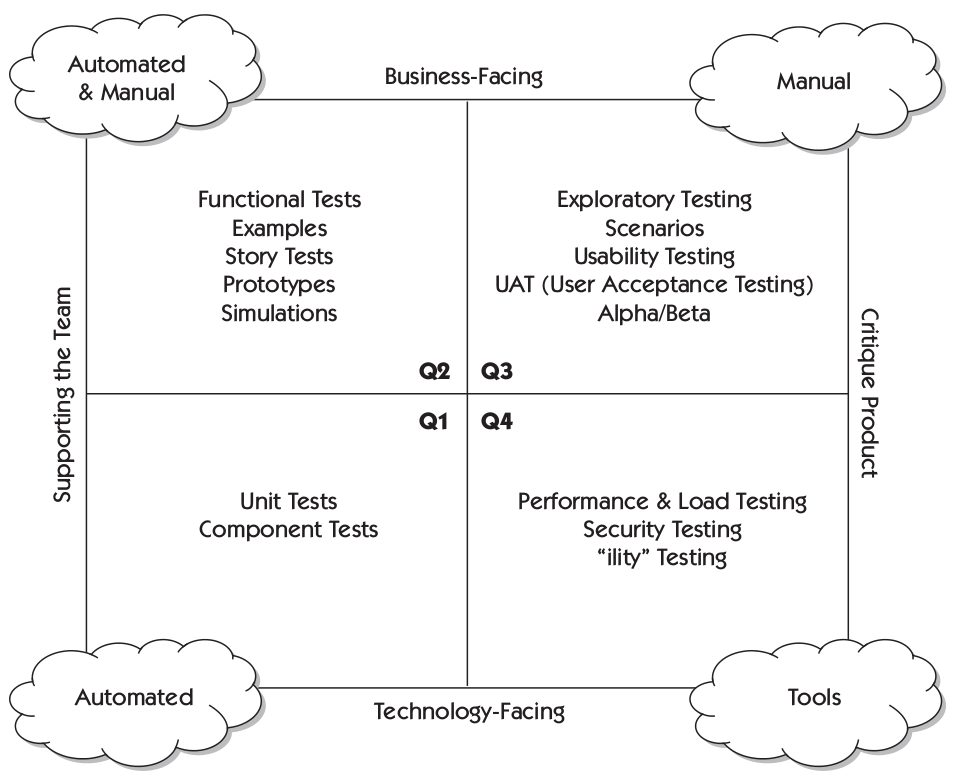 Automated
& Manual
Business-Facing
Manual
Functional Tests
Examples
Story Tests
Prototypes
Simulations
Exploratory Testing
Scenarios
Usability Testing
UAT (User Acceptance Testing)
Alpha/Beta
Supporting the Team
Critique Product
Q2
Q3
Q1
Q4
Unit Tests
Component Tests
Performance & Load Testing
Security Testing
“ility” Testing
Automated
Technology-Facing
Tools